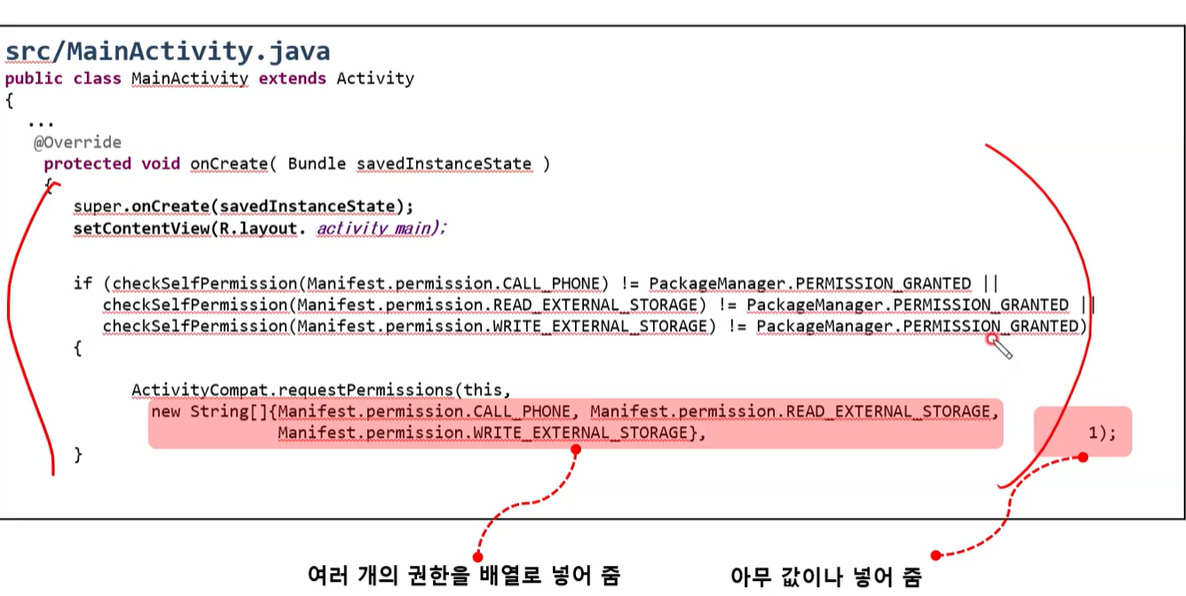 src/MainActivity.java
public class MainActivity extends Activity
{
...
@Override
protected void onCreate( Bundle savedInstanceState )
{
super.onCreate(savedInstanceState);
setContentView(R.layout. activity_main);
if (checkSelfPermission(Manifest.permission.CALL_PHONE) != PackageManager.PERMISSION_GRANTED ||
checkSelfPermission(Manifest.permission.READ_EXTERNAL_STORAGE) != PackageManager.PERMISSION_GRANTED ||
checkSelfPermission(Manifest.permission.WRITE_EXTERNAL_STORAGE) != PackageManager.PERMISSION_GRANTED)
{
ActivityCompat.requestPermissions(this,
new String[]{Manifest.permission.CALL_PHONE, Manifest.permission.READ_EXTERNAL_STORAGE,
Manifest.permission.WRITE_EXTERNAL_STORAGE}, 1);
}
여러 개의 권한을 배열로 넣어 줌
아무 값이나 넣어 줌